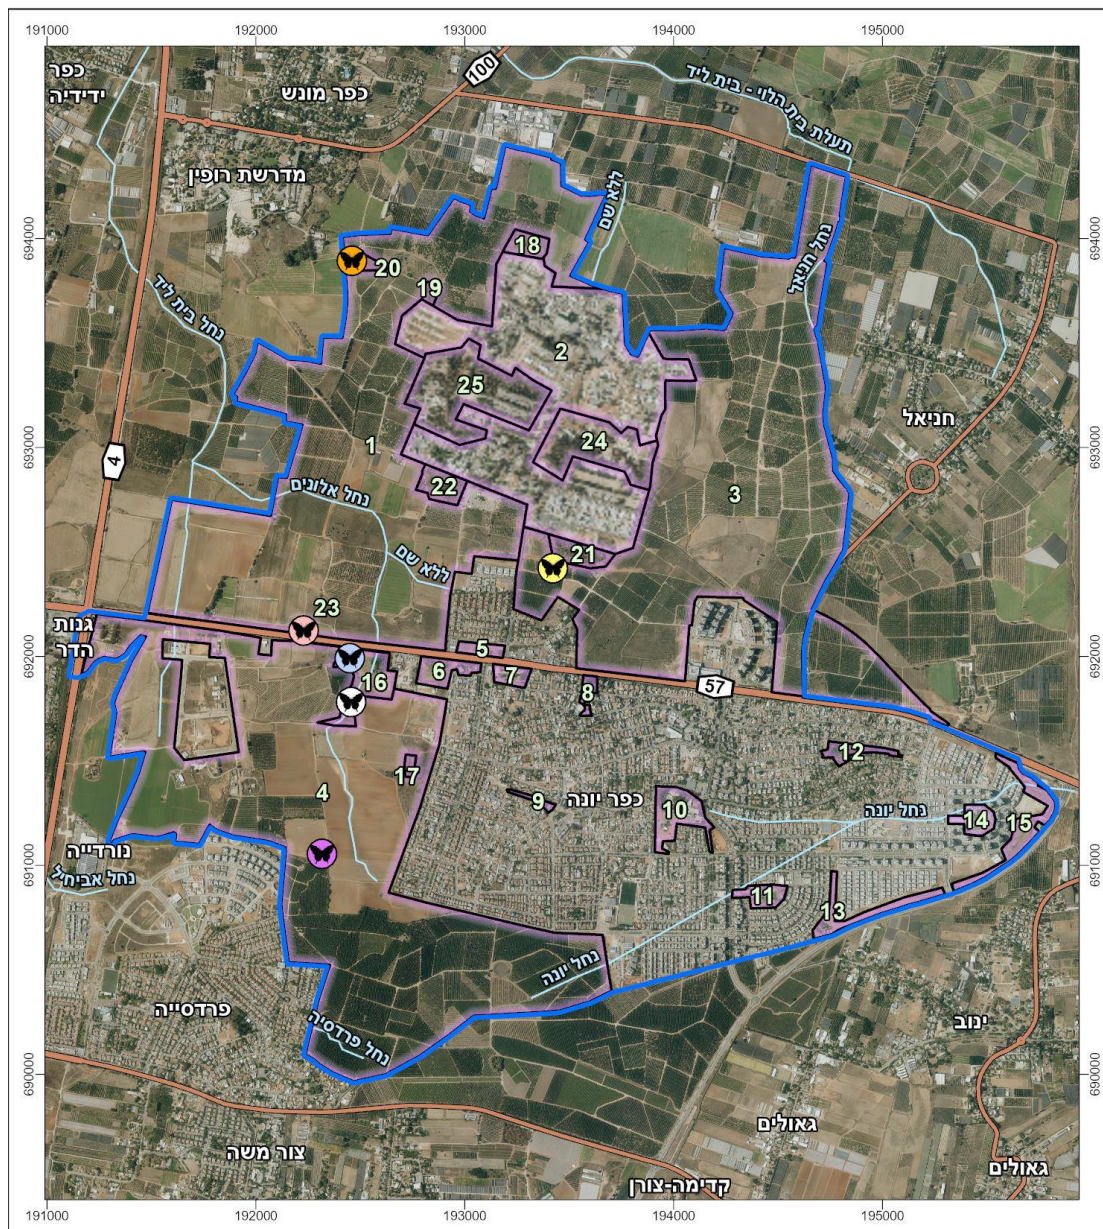 191000 192000 193000 194000 195000
כפר
ידידיה
כפר מונש
100
תעלת בית הלוי - בית ליד
מדרשת רופין
ללא שם
נחל חניאל
694000
694000
18
20
19
נחל בית ליד
2
25
חניאל
24
693000
693000
1
4
22
נחל אלונים
3
21
ללא שם
23
גנות
הדר
692000
692000
5
6
7
16
8
57
12
17
4
9
כפר יונה
10
נחל יונה
14
15
נורדייה
691000
691000
נחל אביחיל
11
13
נחל יונה
פרדסייה
ינוב
נחל פרדסיה
690000
690000
צור משה
גאולים
גאולים
קדימה-צורן
191000 192000 193000 194000 195000